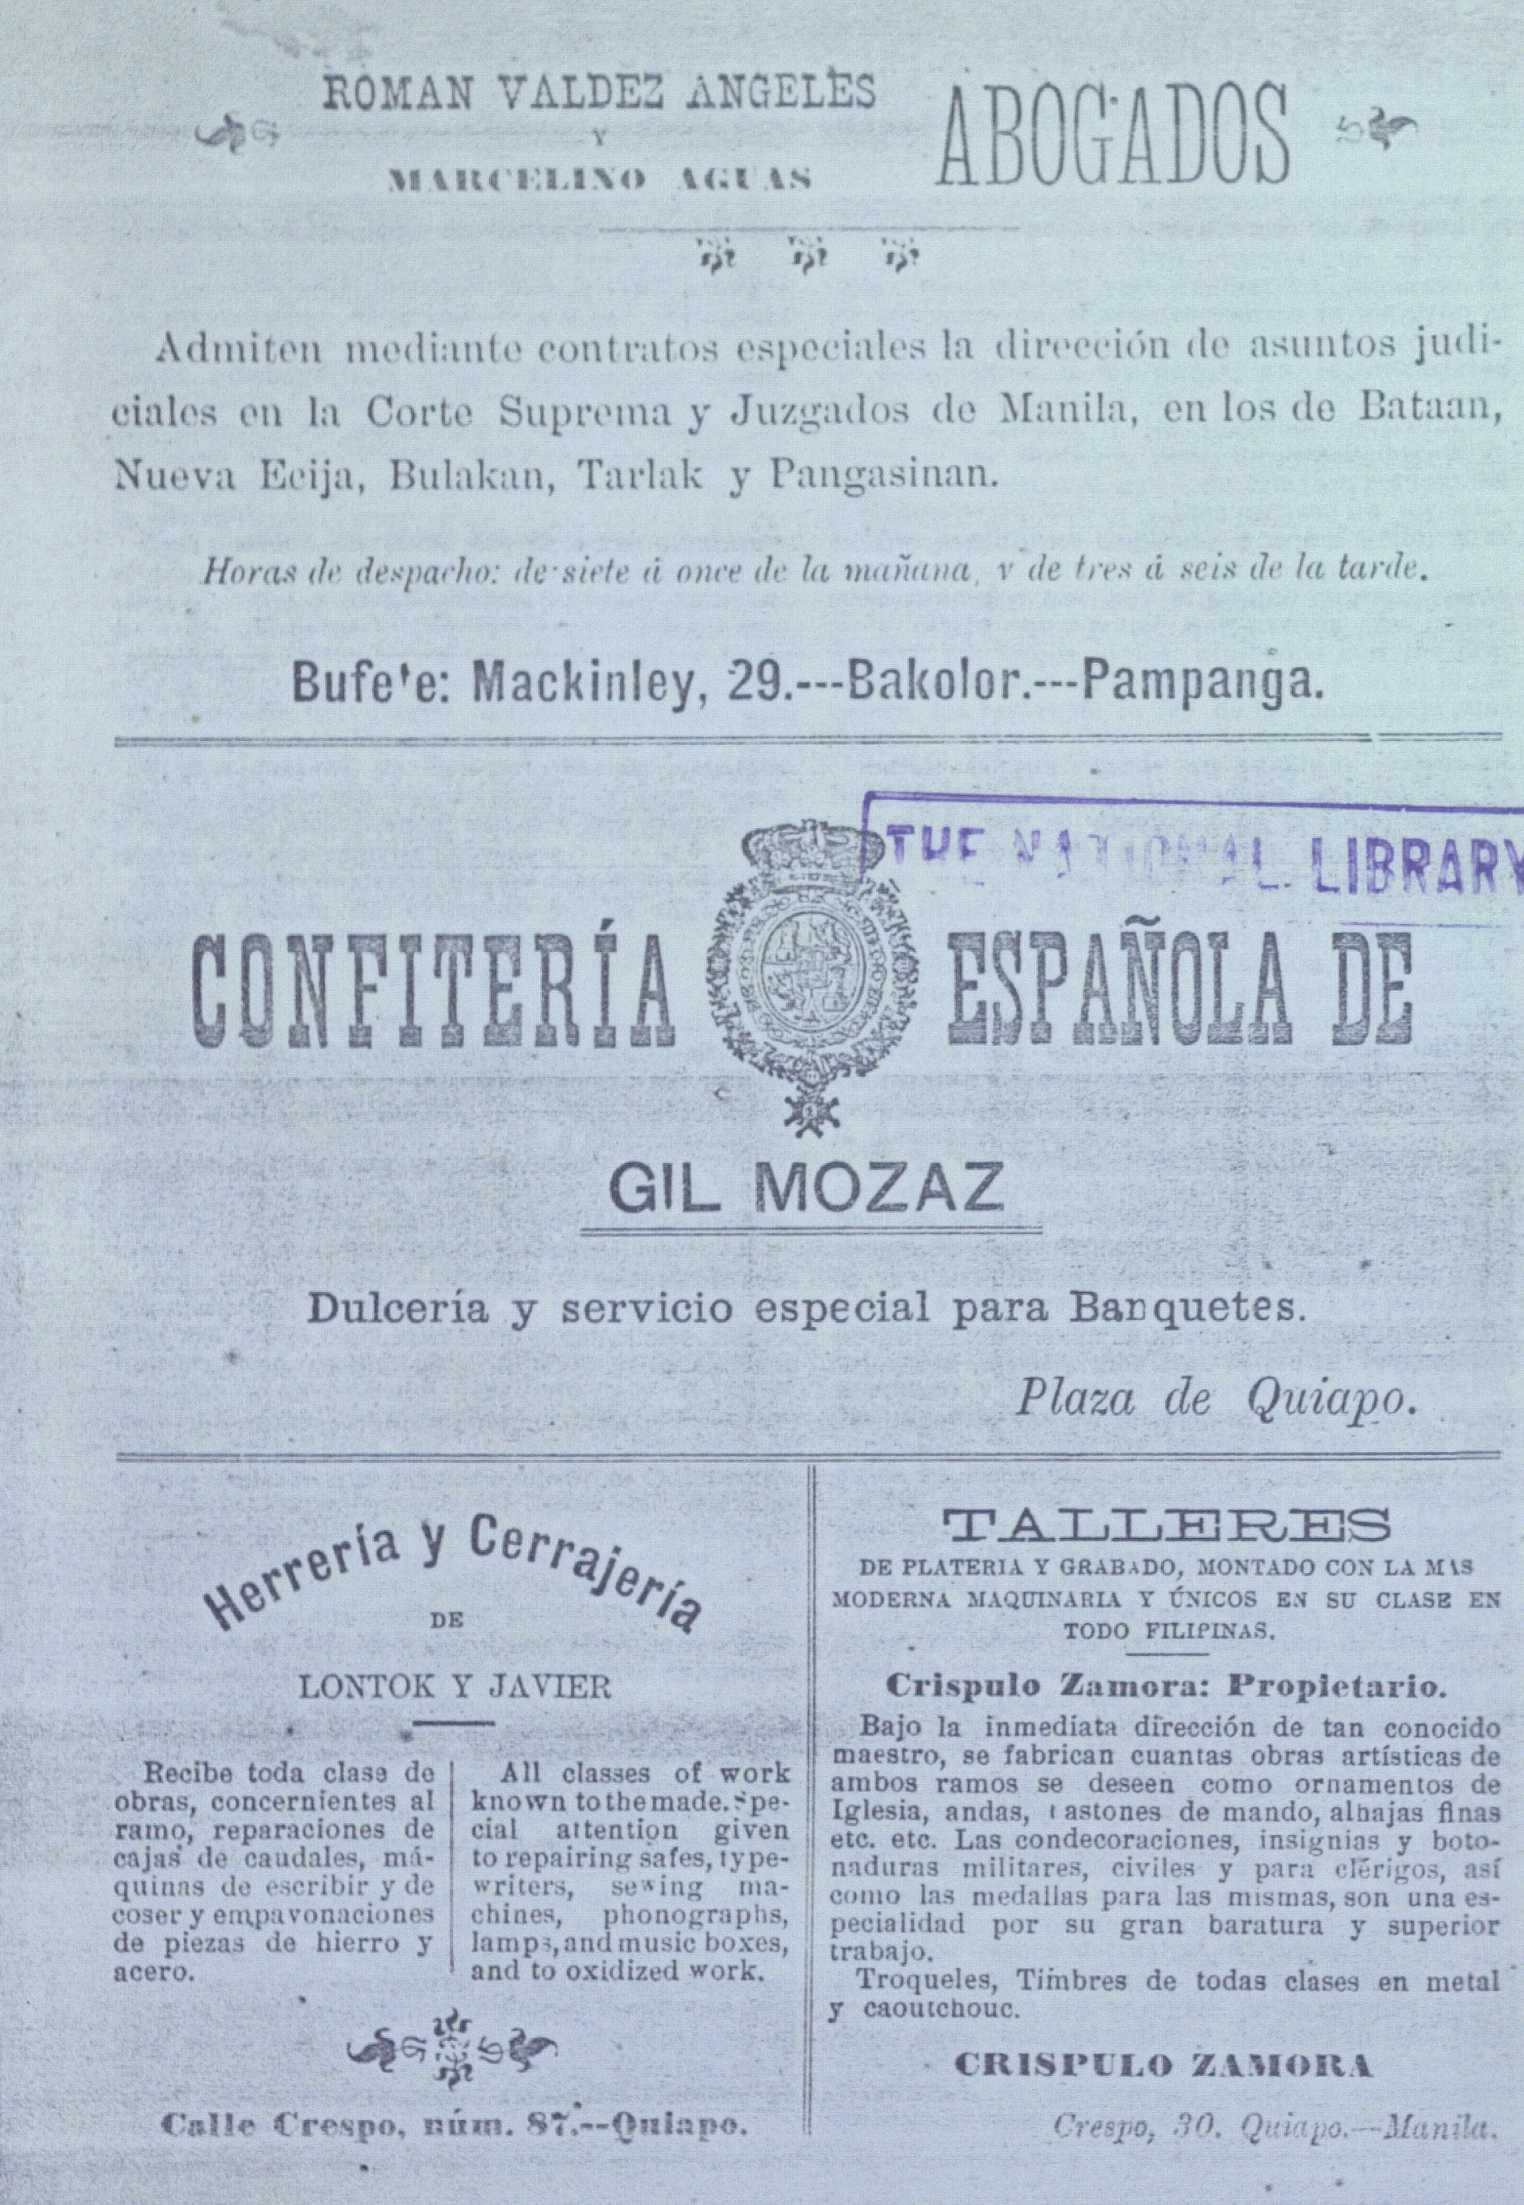 ROMAN VALDEZ ANGELES
Y
MARCELINO AGUAS
ABOGADOS
Admiten mediante contratos especiales la dirección de asuntos judi-
ciales en la Corte Suprema y Juzgados de Manila, en los de Bataan,
Nueva Ecija, Bulakan, Tarlak y Pangasinan.
Horas de despacho: de siete á once de la mañana, y de tres á seis de la tarde.
Bufete: Mackinley, 29.---Bakolor.---Pampanga.
THE NATIONAL LIBRARY
CONFITERÍA ESPAÑOLA DE
GIL MOZAZ
Dulcería y servicio especial para Banquetes.
Plaza de Quiapo.
Herrería y Cerrajería
DE
LONTOK Y JAVIER
Recibe toda clase de
obras, concernientes al
ramo, reparaciones de
cajas de caudales, má-
quinas de escribir y de
coser y empavonaciones
de piezas de hierro y
acero.
All classes of work
known to the made. Spe-
cial attention given
to repairing safes, type-
writers, sewing ma-
chines, phonographs,
lamps, and music boxes,
and to oxidized work.
Calle Crespo, núm. 87.--Quiapo.
TALLERES
DE PLATERIA Y GRABADO, MONTADO CON LA MAS
MODERNA MAQUINARIA Y ÚNICOS EN SU CLASE EN
TODO FILIPINAS.
Crispulo Zamora: Propietario.
Bajo la inmediata dirección de tan conocido
maestro, se fabrican cuantas obras artísticas de
ambos ramos se deseen como ornamentos de
Iglesia, andas, bastones de mando, alhajas finas
etc. etc. Las condecoraciones, insignias y boto-
naduras militares, civiles y para clérigos, así
como las medallas para las mismas, son una es-
pecialidad por su gran baratura y superior
trabajo.
Troqueles, Timbres de todas clases en metal
y caoutchouc.
CRISPULO ZAMORA
Crespo, 30. Quiapo.—Manila.